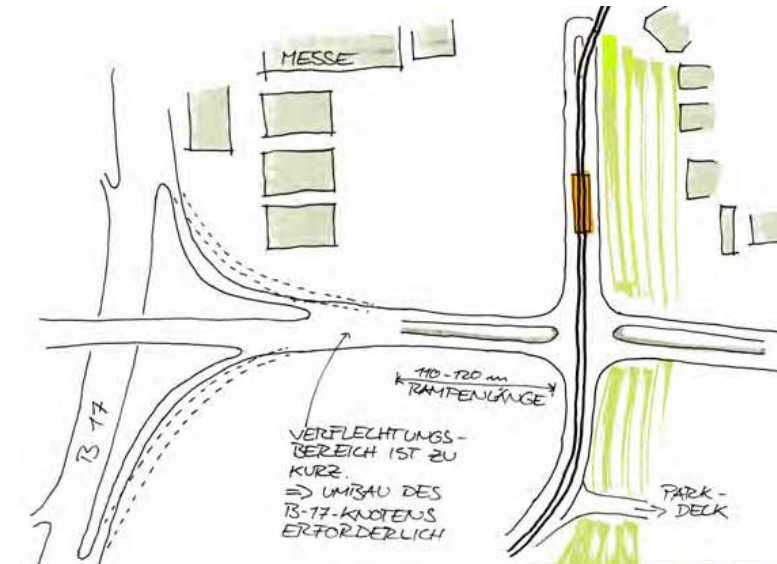 MESSE
B-17
110-120 m
RAMPENLÄNGE
VERFLECHTUNGS-
BEREICH IST ZU
KURZ.
=> UMBAU DES
B-17-KNOTENS
ERFORDERLICH
PARK-
DECK